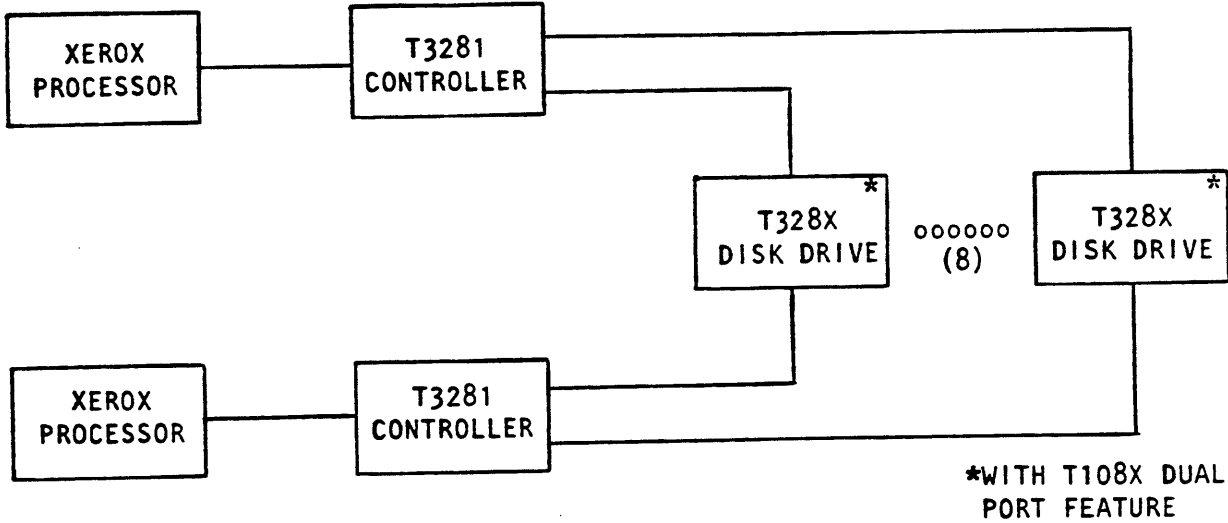 XEROX
PROCESSOR
T3281
CONTROLLER
*
T328X
DISK DRIVE
oooooo
(8)
*
T328X
DISK DRIVE
XEROX
PROCESSOR
T3281
CONTROLLER
*WITH T108X DUAL
PORT FEATURE